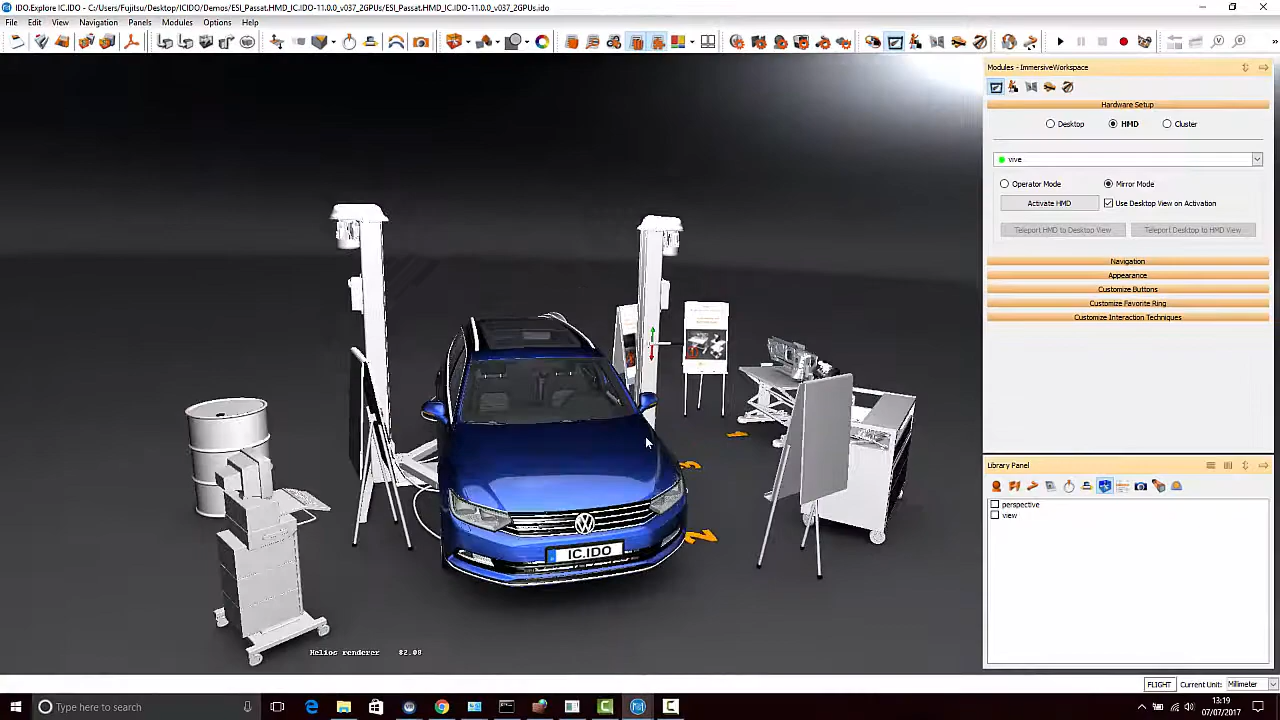 IDO.Explore IC.IDO - C:/Users/Fujitsu/Desktop/ICIDO/Demos/ESI_Passat.HMD_IC.IDO-11.0.0_v037_2GPUs/ESI_Passat.HMD_IC.IDO-11.0.0_v037_2GPUs.ido
File Edit View Navigation Panels Modules Options Help
Modules - ImmersiveWorkspace
Hardware Setup
Desktop HMD Cluster
vive
Operator Mode Mirror Mode
Activate HMD Use Desktop View on Activation
Teleport HMD to Desktop View Teleport Desktop to HMD View
Navigation
Appearance
Customize Buttons
Customize Favorite Ring
Customize Interaction Techniques
Library Panel
perspective
view
3
2
IC.IDO
Helios renderer
FLIGHT Current Unit: Millimeter
Type here to search
13:19
07/07/2017